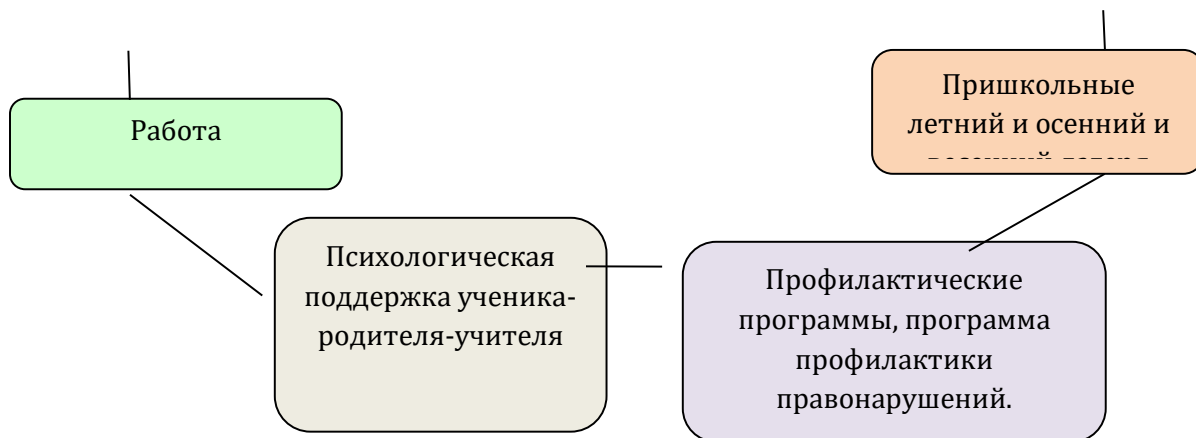 Работа
Пришкольные
летний и осенний и
Психологическая
поддержка ученика-
родителя-учителя
Профилактические
программы, программа
профилактики
правонарушений.